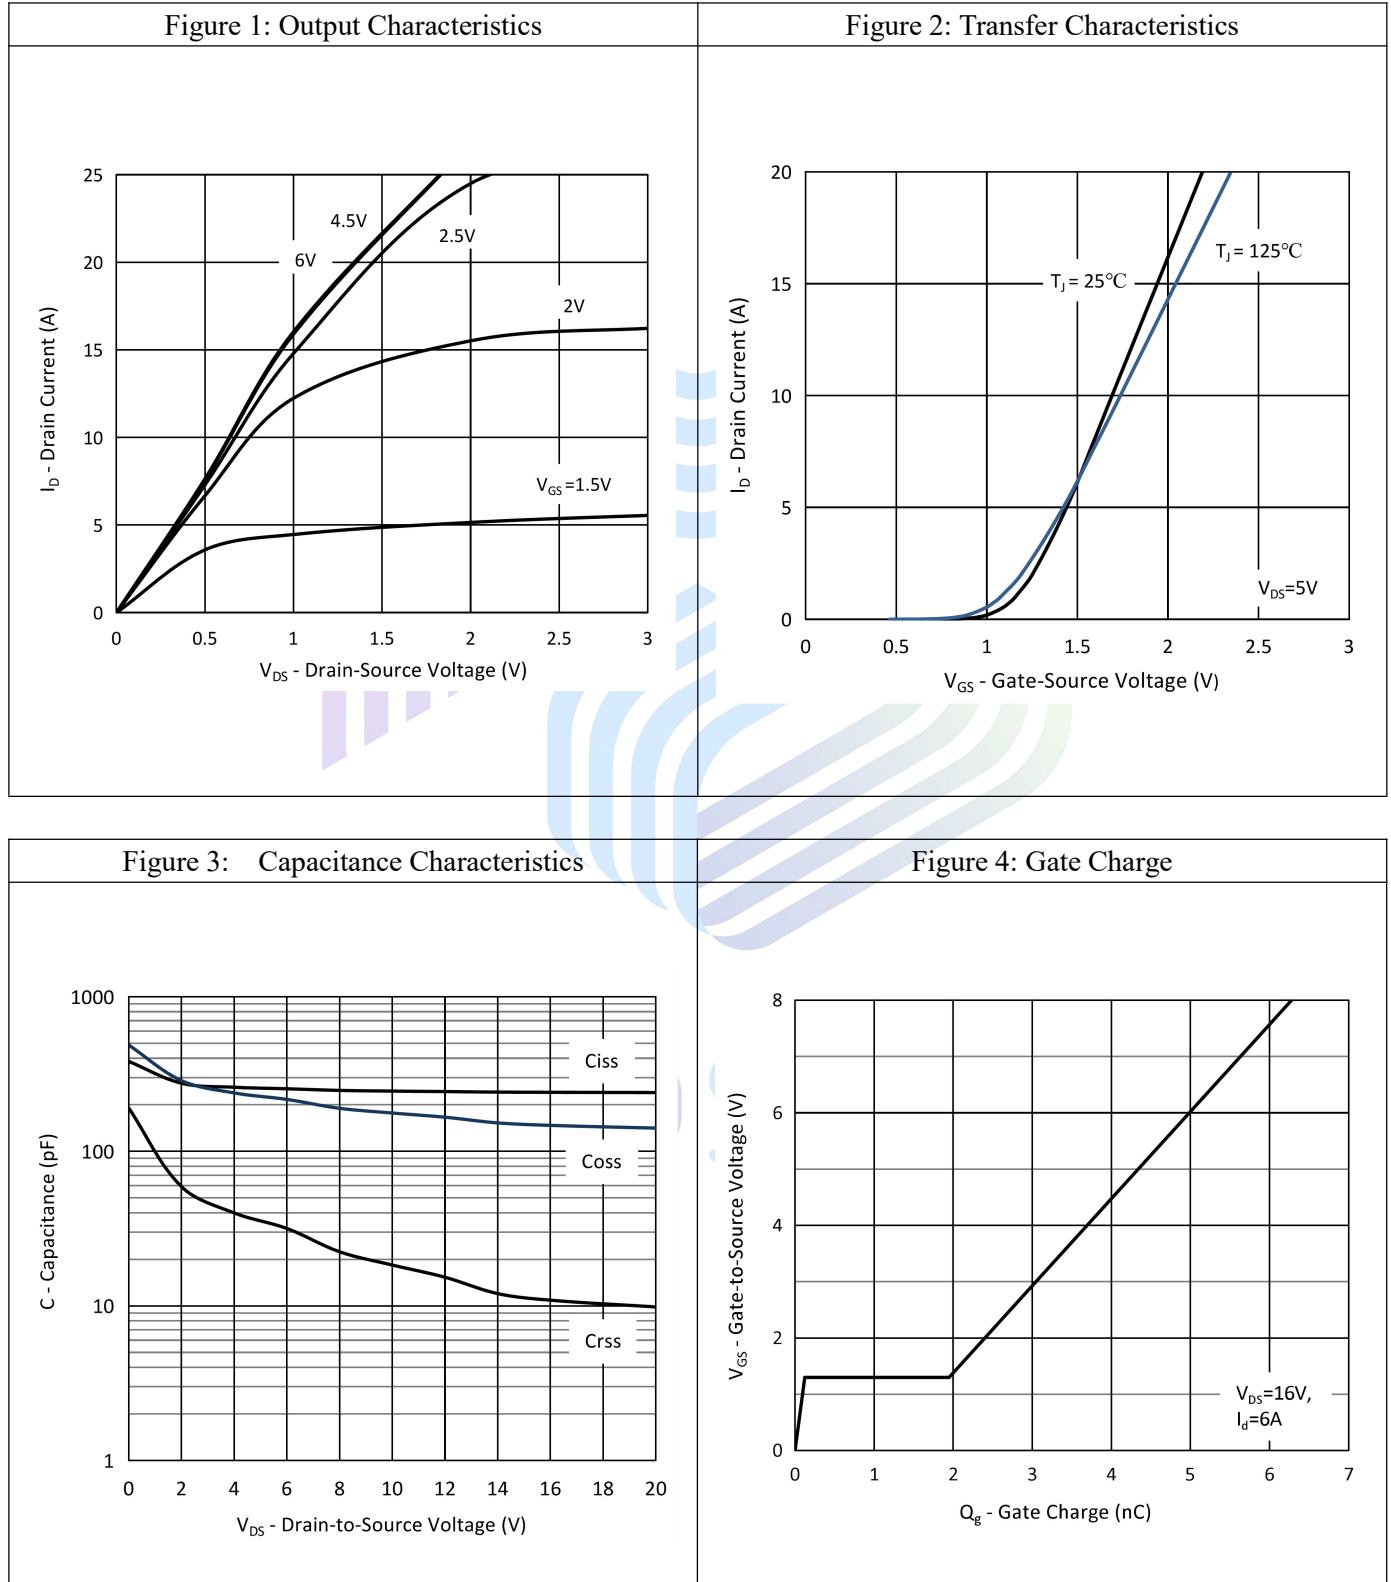 Figure 1: Output Characteristics
25
20
15
10
5
0
0 0.5 1 1.5 2 2.5 3
4.5V
6V
2.5V
2V
VGS =1.5V
ID - Drain Current (A)
VDS - Drain-Source Voltage (V)
Figure 2: Transfer Characteristics
20
15
10
5
0
0 0.5 1 1.5 2 2.5 3
TJ = 125℃
TJ = 25℃
VDS=5V
ID - Drain Current (A)
VGS - Gate-Source Voltage (V)
Figure 3: Capacitance Characteristics
1000
100
10
1
0 2 4 6 8 10 12 14 16 18 20
Ciss
Coss
Crss
C - Capacitance (pF)
VDS - Drain-to-Source Voltage (V)
Figure 4: Gate Charge
8
6
4
2
0
0 1 2 3 4 5 6 7
VDS=16V,
Id=6A
VGS - Gate-to-Source Voltage (V)
Qg - Gate Charge (nC)